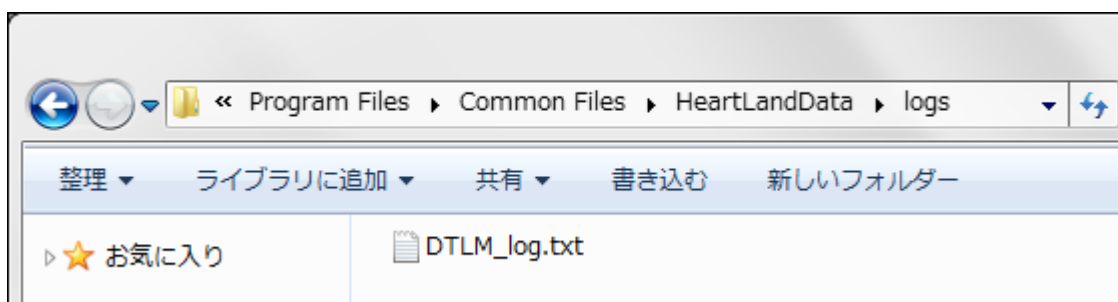 « Program Files ▸ Common Files ▸ HeartLandData ▸ logs
整理 ▼ ライブラリに追加 ▼ 共有 ▼ 書き込む 新しいフォルダー
お気に入り
DTLM_log.txt